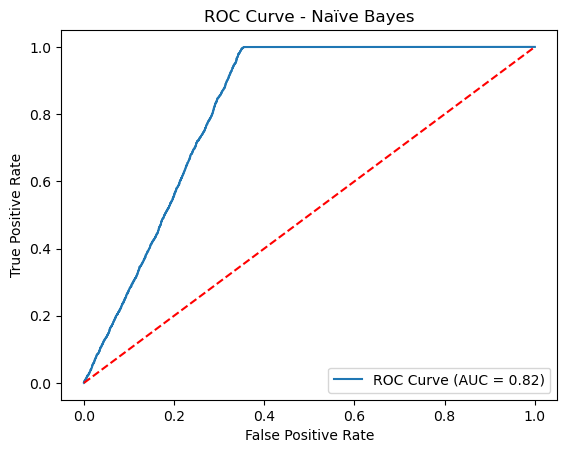 ROC Curve - Naïve Bayes
True Positive Rate
1.0
0.8
0.6
0.4
0.2
0.0
ROC Curve (AUC = 0.82)
0.0 0.2 0.4 0.6 0.8 1.0
False Positive Rate